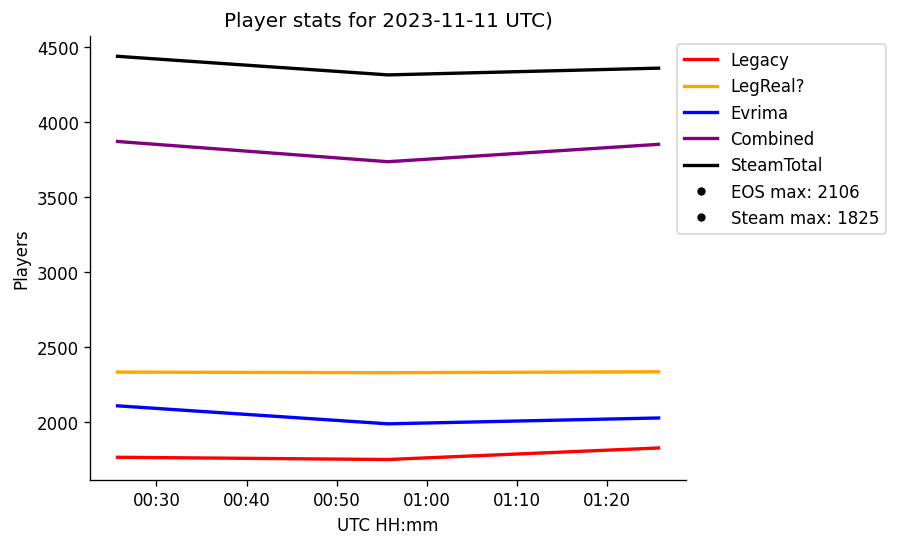 Player stats for 2023-11-11 UTC)
4500
4000
3500
3000
2500
2000
Players
00:30
00:40
00:50
01:00
01:10
01:20
UTC HH:mm
Legacy
LegReal?
Evrima
Combined
SteamTotal
EOS max: 2106
Steam max: 1825